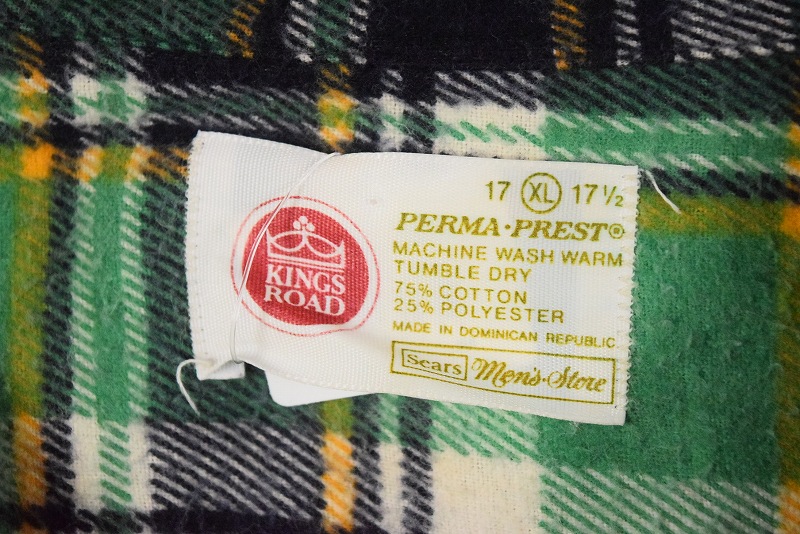 KINGS
ROAD
17 XL 17½
PERMA·PREST®
MACHINE WASH WARM
TUMBLE DRY
75% COTTON
25% POLYESTER
MADE IN DOMINICAN REPUBLIC
Sears Men's·Store